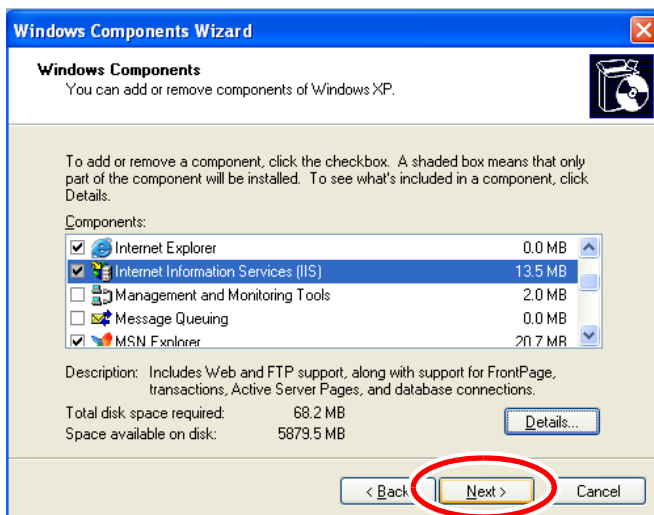 Windows Components Wizard
Windows Components
You can add or remove components of Windows XP.
To add or remove a component, click the checkbox. A shaded box means that only
part of the component will be installed. To see what's included in a component, click
Details.
Components:
Internet Explorer 0.0 MB
Internet Information Services (IIS) 13.5 MB
Management and Monitoring Tools 2.0 MB
Message Queuing 0.0 MB
MSN Explorer 20.7 MB
Description: Includes Web and FTP support, along with support for FrontPage,
transactions, Active Server Pages, and database connections.
Total disk space required: 68.2 MB
Space available on disk: 5879.5 MB
Details...
< Back
Next >
Cancel